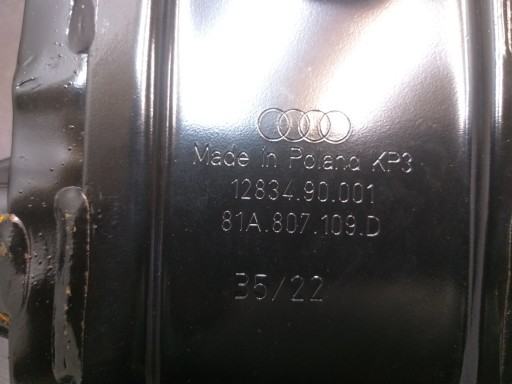 Made In Poland KP3
12834.90.001
81A.807.109.D
35/22